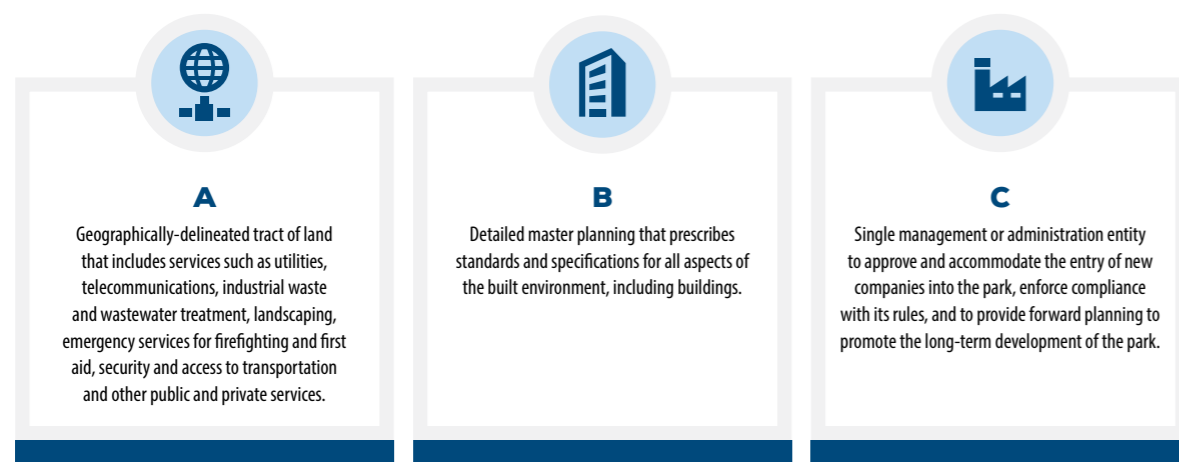 A
Geographically-delineated tract of land
that includes services such as utilities,
telecommunications, industrial waste
and wastewater treatment, landscaping,
emergency services for firefighting and first
aid, security and access to transportation
and other public and private services.
B
Detailed master planning that prescribes
standards and specifications for all aspects of
the built environment, including buildings.
C
Single management or administration entity
to approve and accommodate the entry of new
companies into the park, enforce compliance
with its rules, and to provide forward planning to
promote the long-term development of the park.